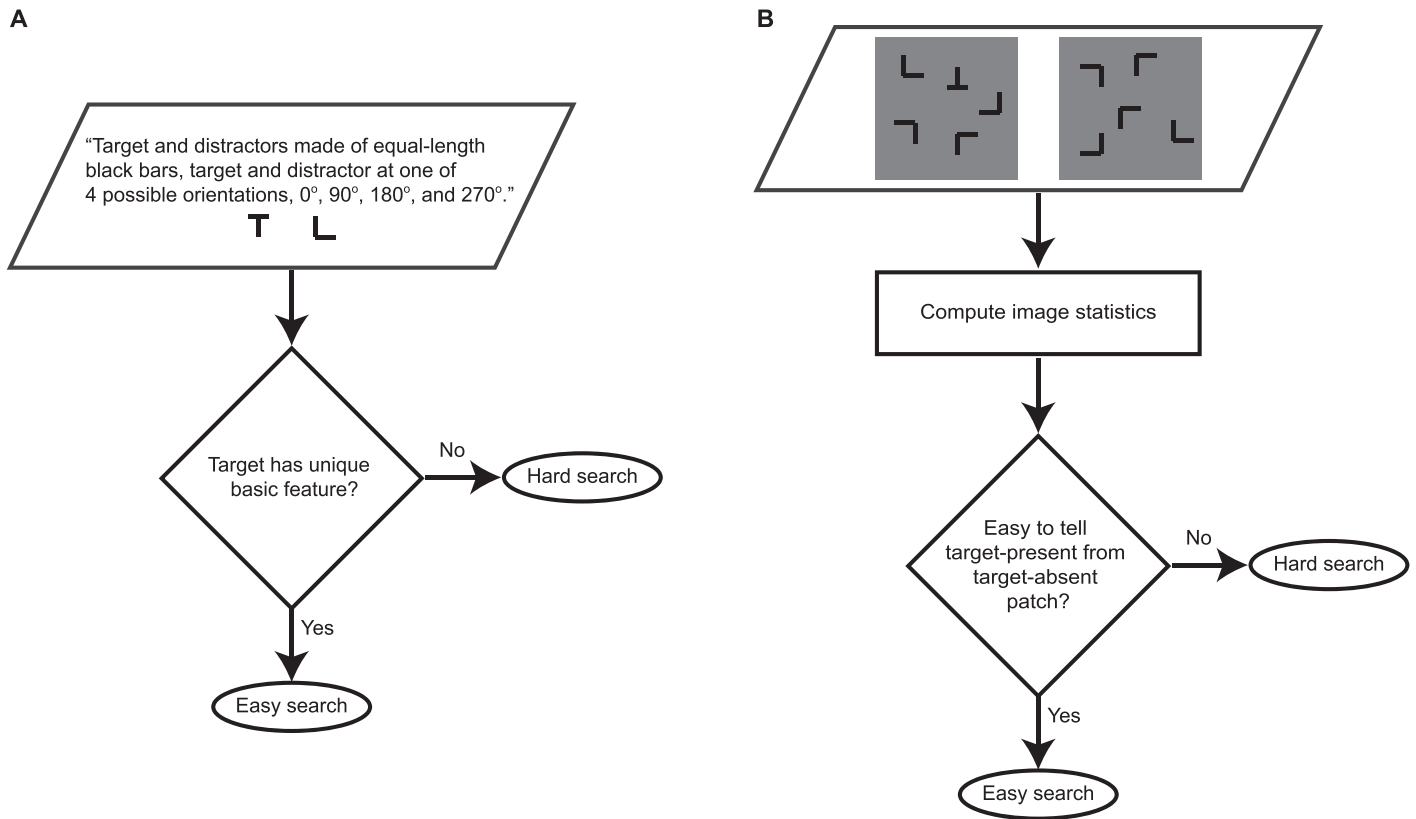 A
“Target and distractors made of equal-length
black bars, target and distractor at one of
4 possible orientations, 0°, 90°, 180°, and 270°.”
Target has unique
basic feature?
No
Hard search
Yes
Easy search
B
Compute image statistics
Easy to tell
target-present from
target-absent
patch?
No
Hard search
Yes
Easy search